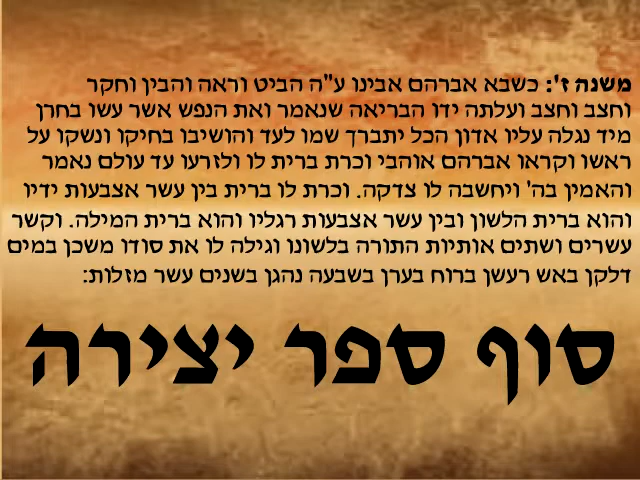 משנה ז': כשבא אברהם אבינו ע"ה הביט וראה והבין וחקר
וחצב וחצב ועלתה ידו הבריאה שנאמר ואת הנפש אשר עשו בחרן
מיד נגלה עליו אדון הכל יתברך שמו לעד והושיבו בחיקו ונשקו על
ראשו וקראו אברהם אוהבי וכרת ברית לו ולזרעו עד עולם נאמר
והאמין בה' ויחשבה לו צדקה. וכרת לו ברית בין עשר אצבעות ידיו
והוא ברית הלשון ובין עשר אצבעות רגליו והוא ברית המילה. וקשר
עשרים ושתים אותיות התורה בלשונו וגילה לו את סודו משכן במים
דלקן באש רעשן ברוח בערן בשבעה נהגן בשנים עשר מזלות:
סוף ספר יצירה